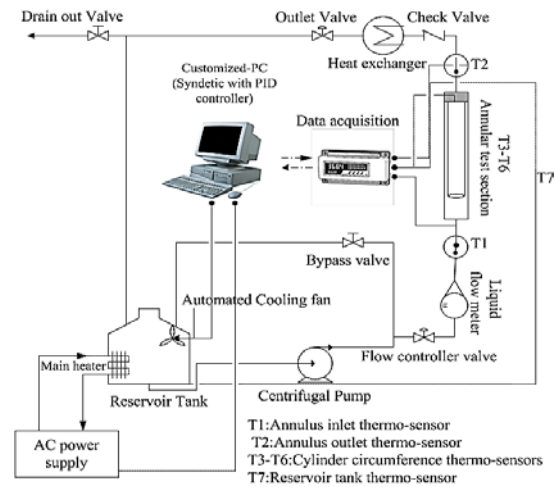 Drain out Valve
Outlet Valve
Check Valve
Heat exchanger
T2
Customized-PC
(Syndetic with PID
controller)
Data acquisition
Annular test section
T3-T6
T7
T1
Bypass valve
Liquid
flow meter
Automated Cooling fan
Main heater
Flow controller valve
Reservoir Tank
Centrifugal Pump
AC power
supply
T1:Annulus inlet thermo-sensor
T2:Annulus outlet thermo-sensor
T3-T6:Cylinder circumference thermo-sensors
T7:Reservoir tank thermo-sensor